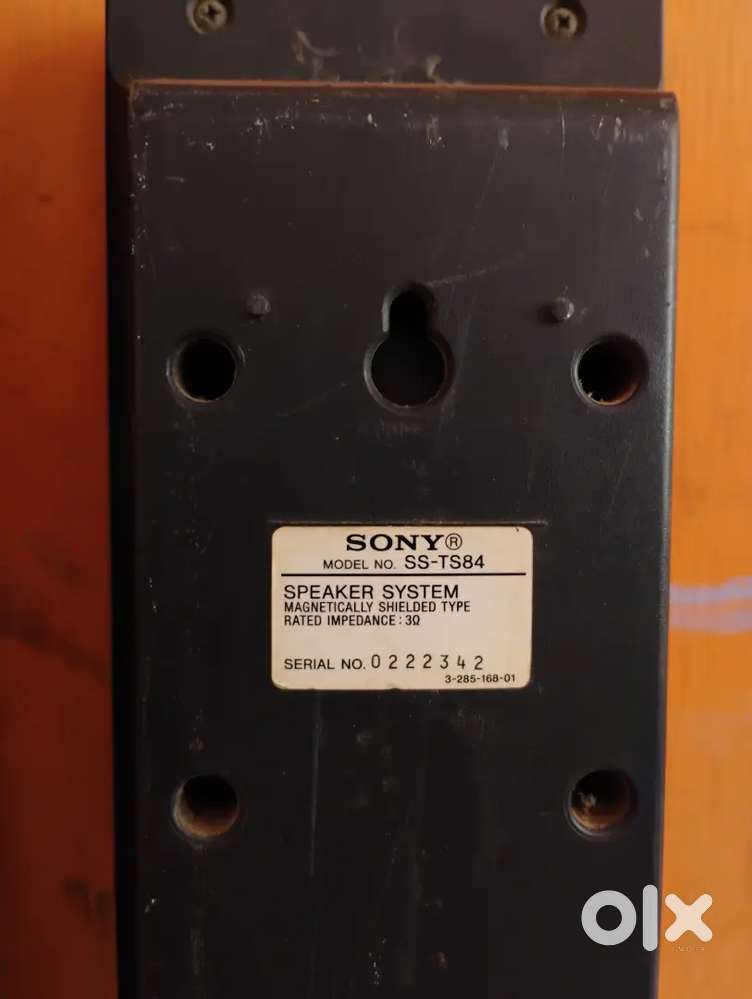 SONY®
MODEL NO. SS-TS84
SPEAKER SYSTEM
MAGNETICALLY SHIELDED TYPE
RATED IMPEDANCE: 3Ω
SERIAL NO. 0222342
3-285-168-01
olx